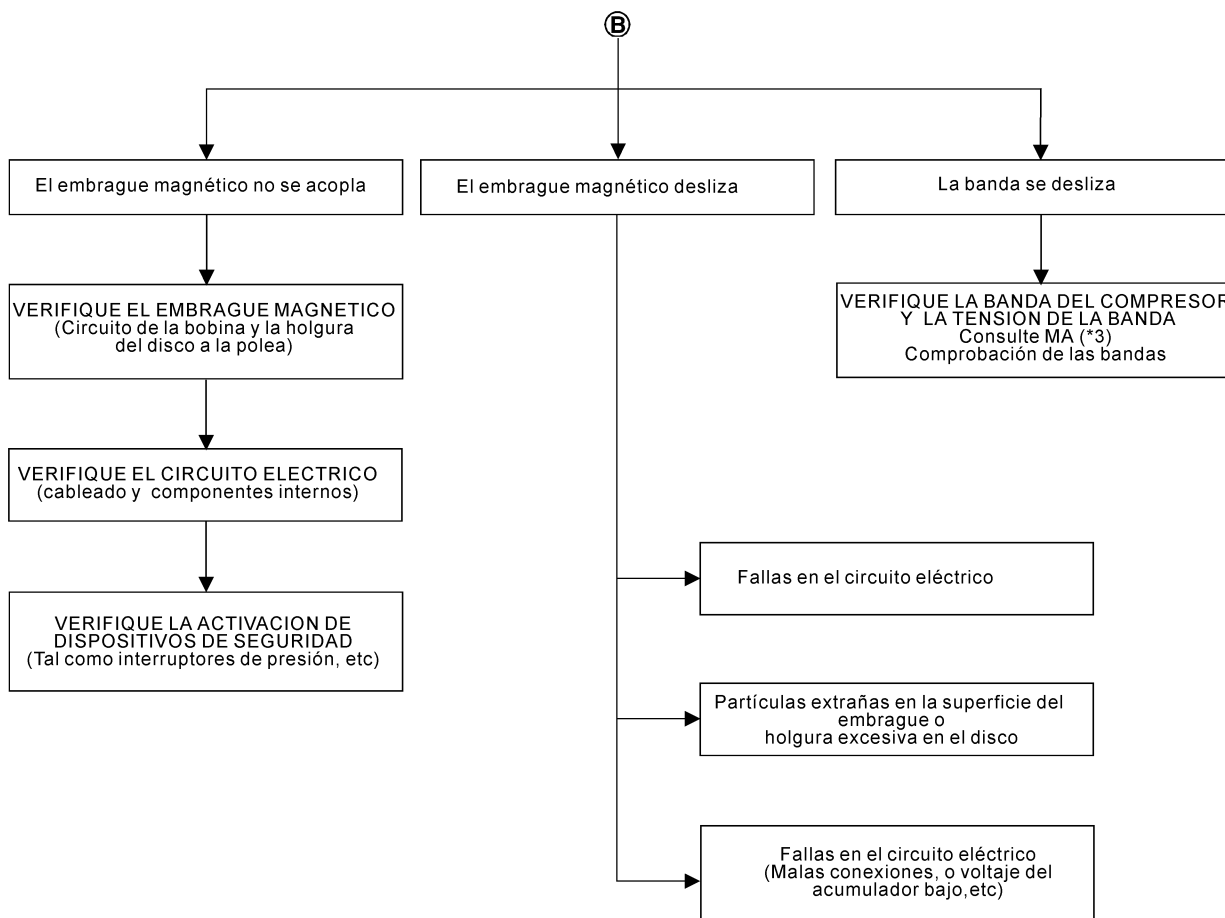 B
El embrague magnético no se acopla
El embrague magnético desliza
La banda se desliza
VERIFIQUE EL EMBRAGUE MAGNETICO
(Circuito de la bobina y la holgura
del disco a la polea)
VERIFIQUE LA BANDA DEL COMPRESOR
Y LA TENSION DE LA BANDA
Consulte MA (*3)
Comprobación de las bandas
VERIFIQUE EL CIRCUITO ELECTRICO
(cableado y componentes internos)
VERIFIQUE LA ACTIVACION DE
DISPOSITIVOS DE SEGURIDAD
(Tal como interruptores de presión, etc)
Fallas en el circuito eléctrico
Partículas extrañas en la superficie del
embrague o
holgura excesiva en el disco
Fallas en el circuito eléctrico
(Malas conexiones, o voltaje del
acumulador bajo,etc)